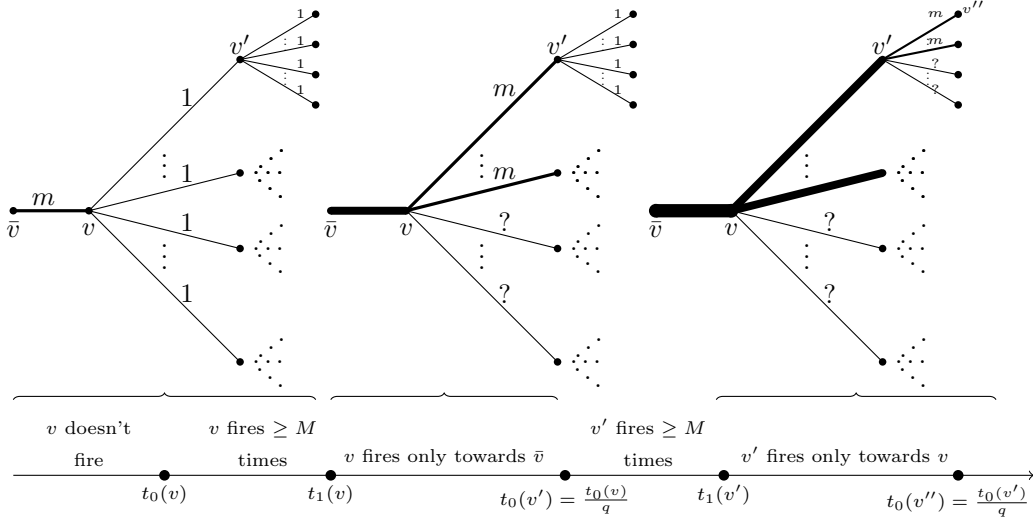 1
⋮
1
1
⋮
1
v′
1
m
1
1
1
v̄
v
1
⋮
1
1
⋮
1
v′
m
m
?
?
v̄
v
m
v′′
m
?
?
v′
?
?
v̄
v
v doesn't
fire
v fires ≥ M
times
v fires only towards v̄
v′ fires ≥ M
times
v′ fires only towards v
t₀(v)
t₁(v)
t₀(v′) = t₀(v)/q
t₁(v′)
t₀(v′′) = t₀(v′)/q